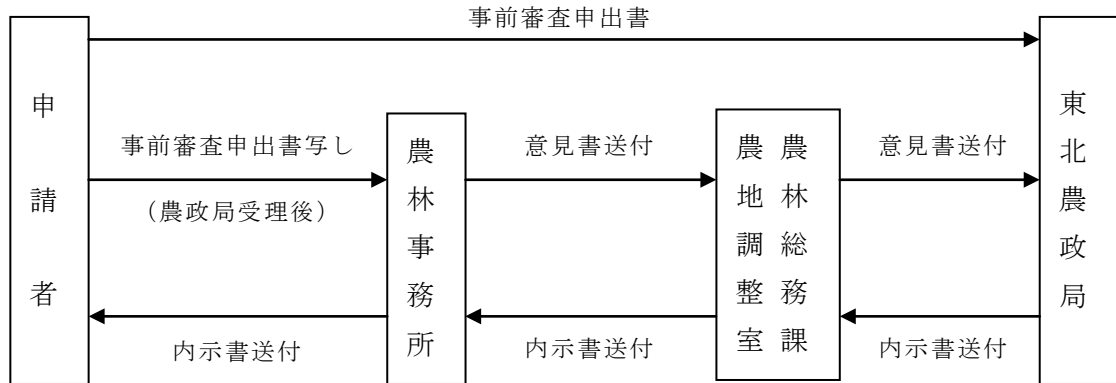 事前審査申出書
申請者
事前審査申出書写し
（農政局受理後）
内示書送付
農林事務所
意見書送付
内示書送付
農林総務課
農地調整室
意見書送付
内示書送付
東北農政局